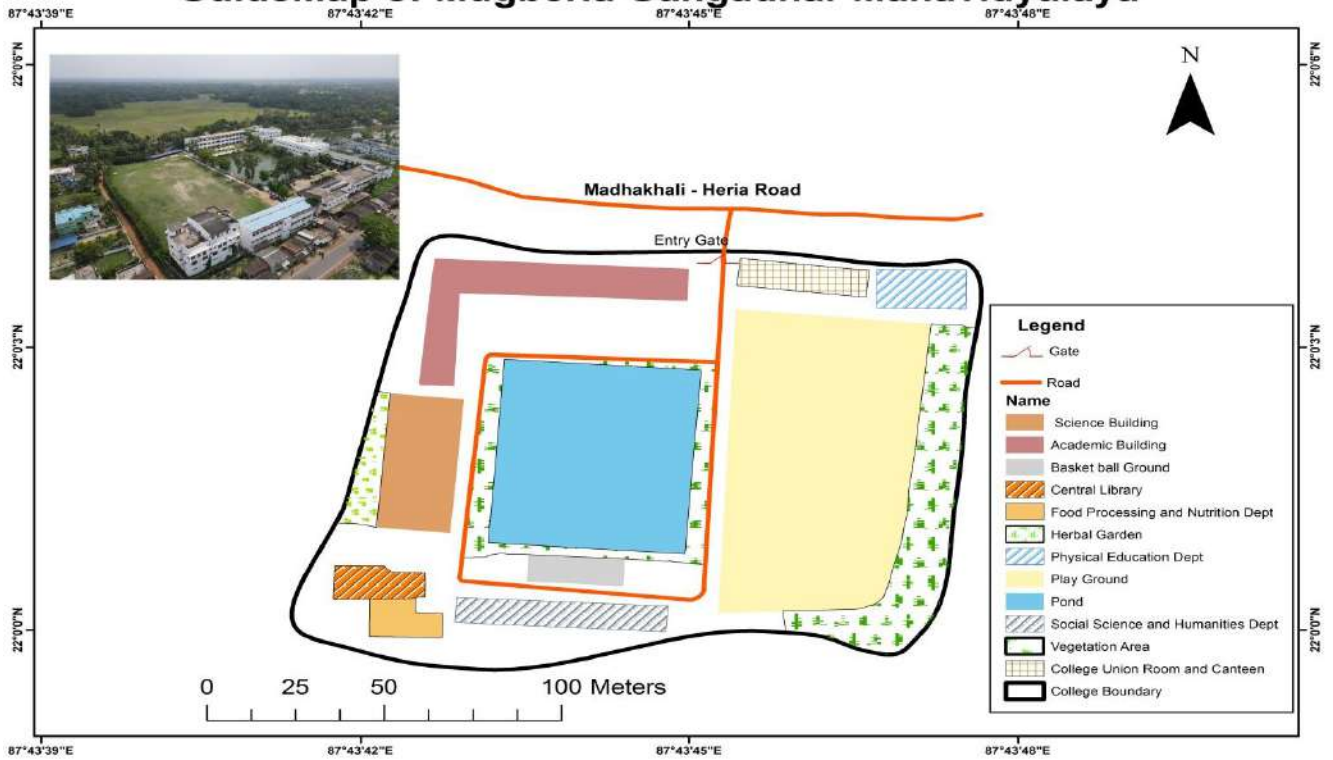 87°43'39"E 87°43'42"E 87°43'45"E 87°43'48"E
22°0'6"N 22°0'6"N
N
Madhakhali - Heria Road
Entry Gate
22°0'3"N 22°0'3"N
22°0'0"N 22°0'0"N
Legend
Gate
Road
Name
Science Building
Academic Building
Basket ball Ground
Central Library
Food Processing and Nutrition Dept
Herbal Garden
Physical Education Dept
Play Ground
Pond
Social Science and Humanities Dept
Vegetation Area
College Union Room and Canteen
College Boundary
0 25 50 100 Meters
87°43'39"E 87°43'42"E 87°43'45"E 87°43'48"E